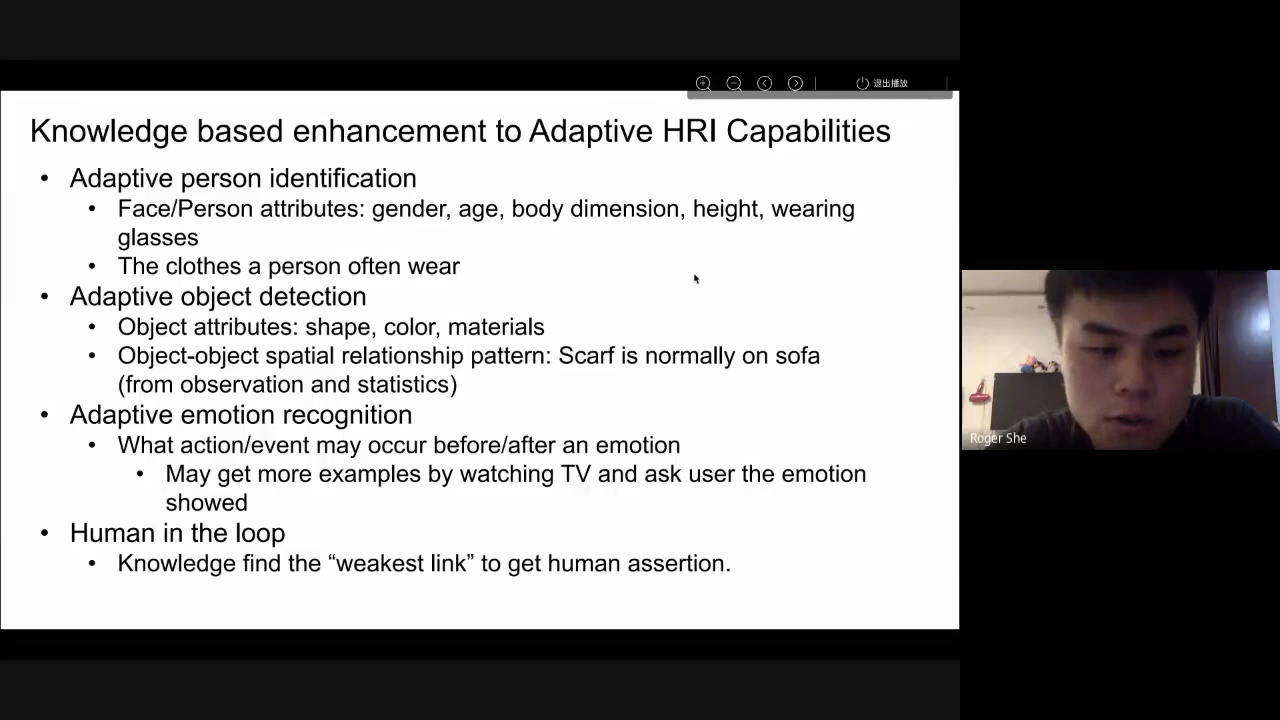 退出播放
Knowledge based enhancement to Adaptive HRI Capabilities
• Adaptive person identification
• Face/Person attributes: gender, age, body dimension, height, wearing
glasses
• The clothes a person often wear
• Adaptive object detection
• Object attributes: shape, color, materials
• Object-object spatial relationship pattern: Scarf is normally on sofa
(from observation and statistics)
• Adaptive emotion recognition
• What action/event may occur before/after an emotion
• May get more examples by watching TV and ask user the emotion
showed
• Human in the loop
• Knowledge find the “weakest link” to get human assertion.
Roger She